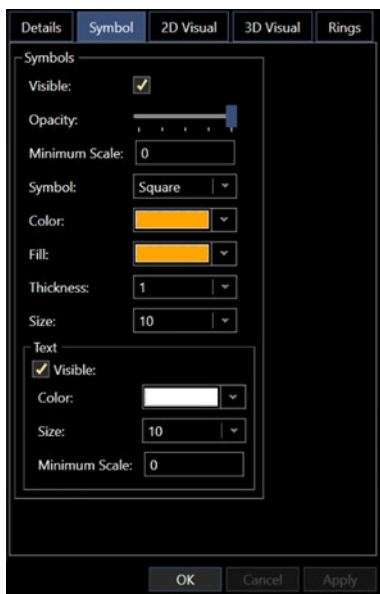 Details Symbol 2D Visual 3D Visual Rings
Symbols
Visible:
Opacity:
Minimum Scale: 0
Symbol: Square
Color:
Fill:
Thickness: 1
Size: 10
Text
Visible:
Color:
Size: 10
Minimum Scale: 0
OK Cancel Apply